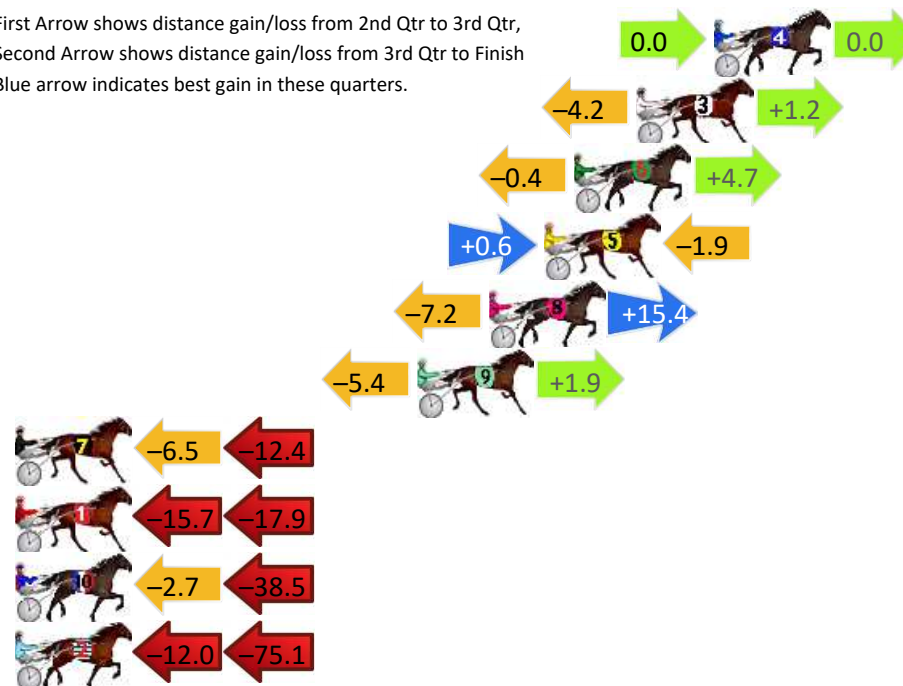 First Arrow shows distance gain/loss from 2nd Qtr to 3rd Qtr,
Second Arrow shows distance gain/loss from 3rd Qtr to Finish
Blue arrow indicates best gain in these quarters.
0.0 4 0.0
−4.2 3 +1.2
−0.4 6 +4.7
+0.6 5 −1.9
−7.2 8 +15.4
−5.4 9 +1.9
7 −6.5 −12.4
1 −15.7 −17.9
10 −2.7 −38.5
2 −12.0 −75.1